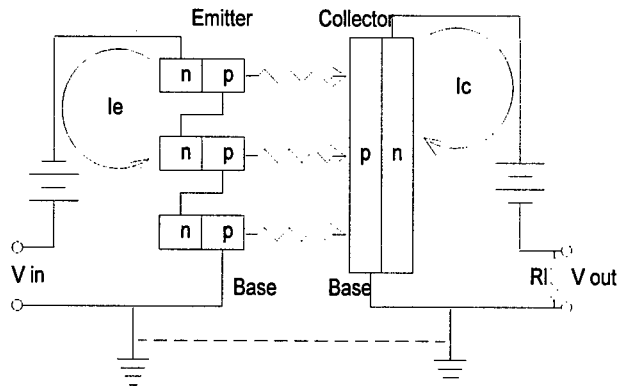 Emitter Collector
n p
Ie Ic
n p
p n
n p
V in Base Base Rl V out